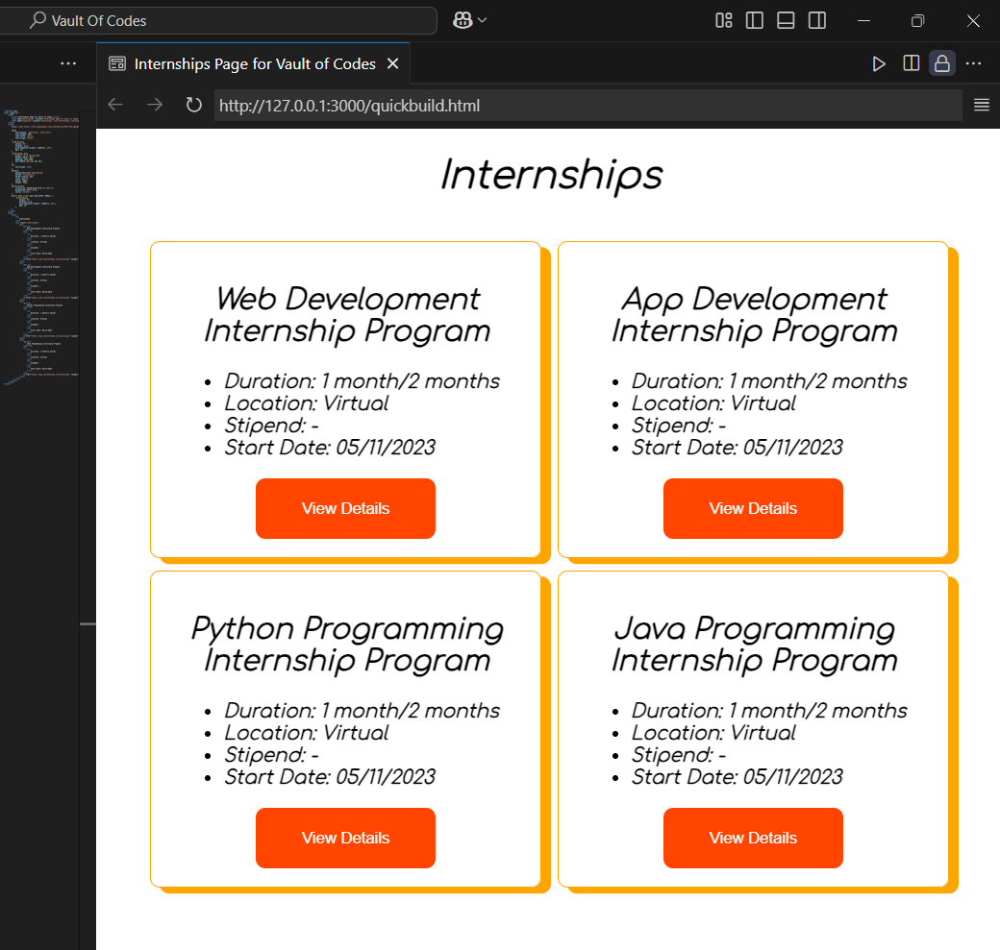 Vault Of Codes
Internships Page for Vault of Codes
http://127.0.0.1:3000/quickbuild.html
Internships
Web Development
Internship Program
• Duration: 1 month/2 months
• Location: Virtual
• Stipend: -
• Start Date: 05/11/2023
View Details
App Development
Internship Program
• Duration: 1 month/2 months
• Location: Virtual
• Stipend: -
• Start Date: 05/11/2023
View Details
Python Programming
Internship Program
• Duration: 1 month/2 months
• Location: Virtual
• Stipend: -
• Start Date: 05/11/2023
View Details
Java Programming
Internship Program
• Duration: 1 month/2 months
• Location: Virtual
• Stipend: -
• Start Date: 05/11/2023
View Details